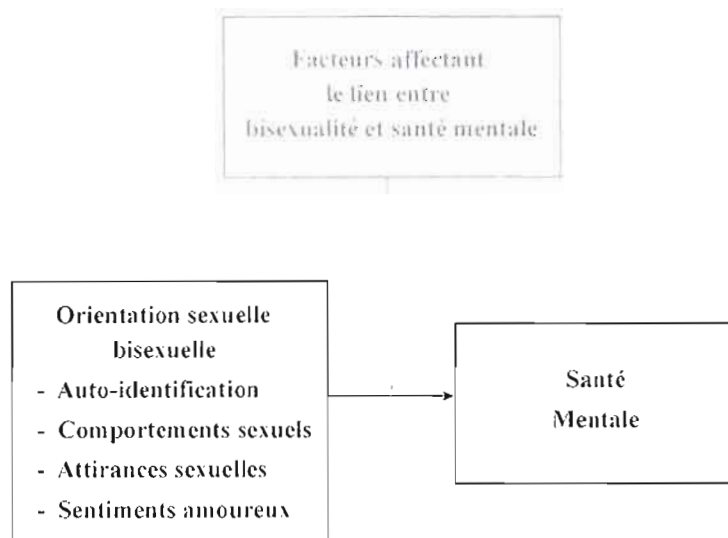 Facteurs affectant
le lien entre
bisexualité et santé mentale
Orientation sexuelle
bisexuelle
- Auto-identification
- Comportements sexuels
- Attirances sexuelles
- Sentiments amoureux
Santé
Mentale